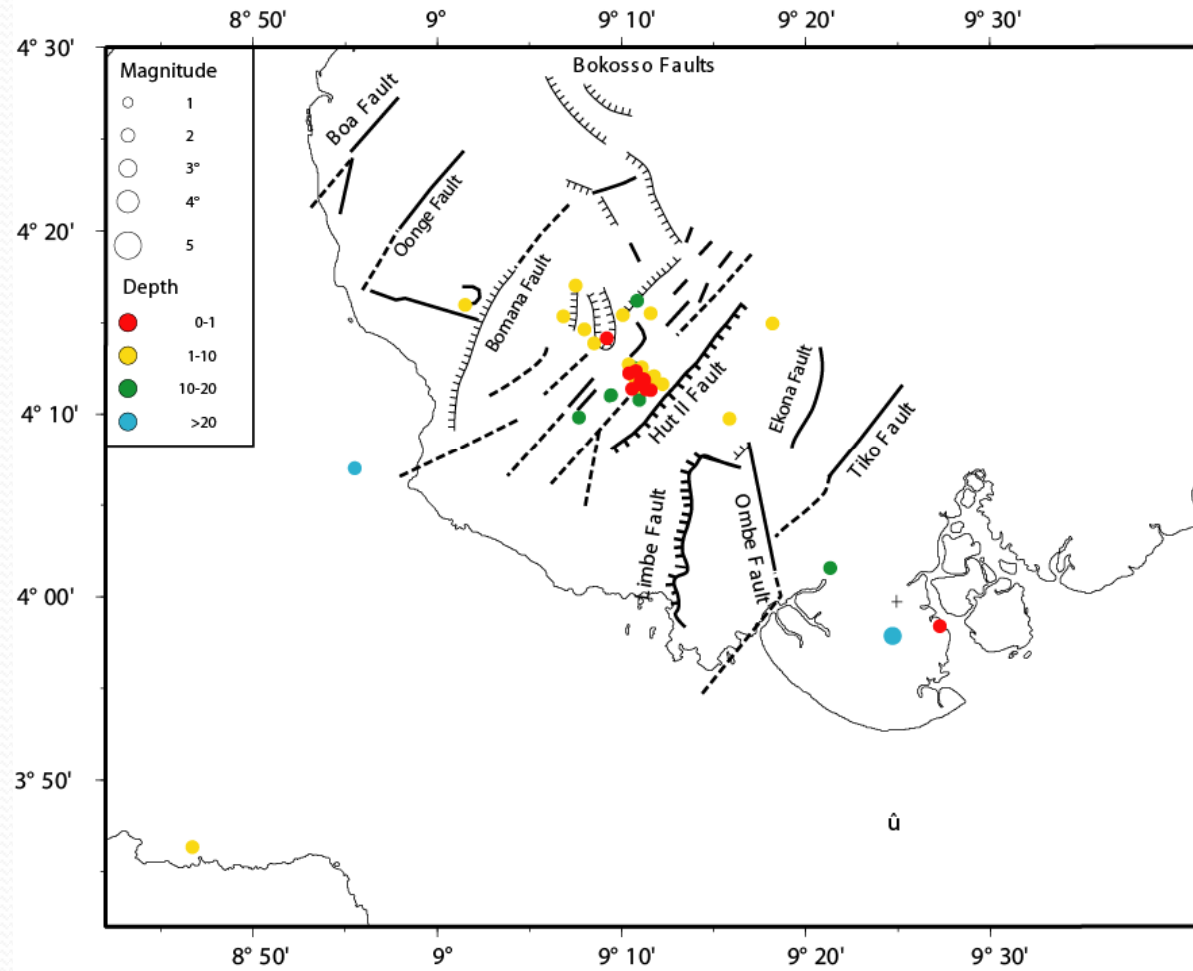 8° 50'
9°
9° 10'
9° 20'
9° 30'
4° 30'
4° 20'
4° 10'
4° 00'
3° 50'
Magnitude
1
2
3°
4°
5
Depth
0-1
1-10
10-20
>20
Bokosso Faults
Boa Fault
Oonge Fault
Bomana Fault
Hut II Fault
Ekona Fault
Tiko Fault
Limbe Fault
Ombe Fault
û
8° 50'
9°
9° 10'
9° 20'
9° 30'